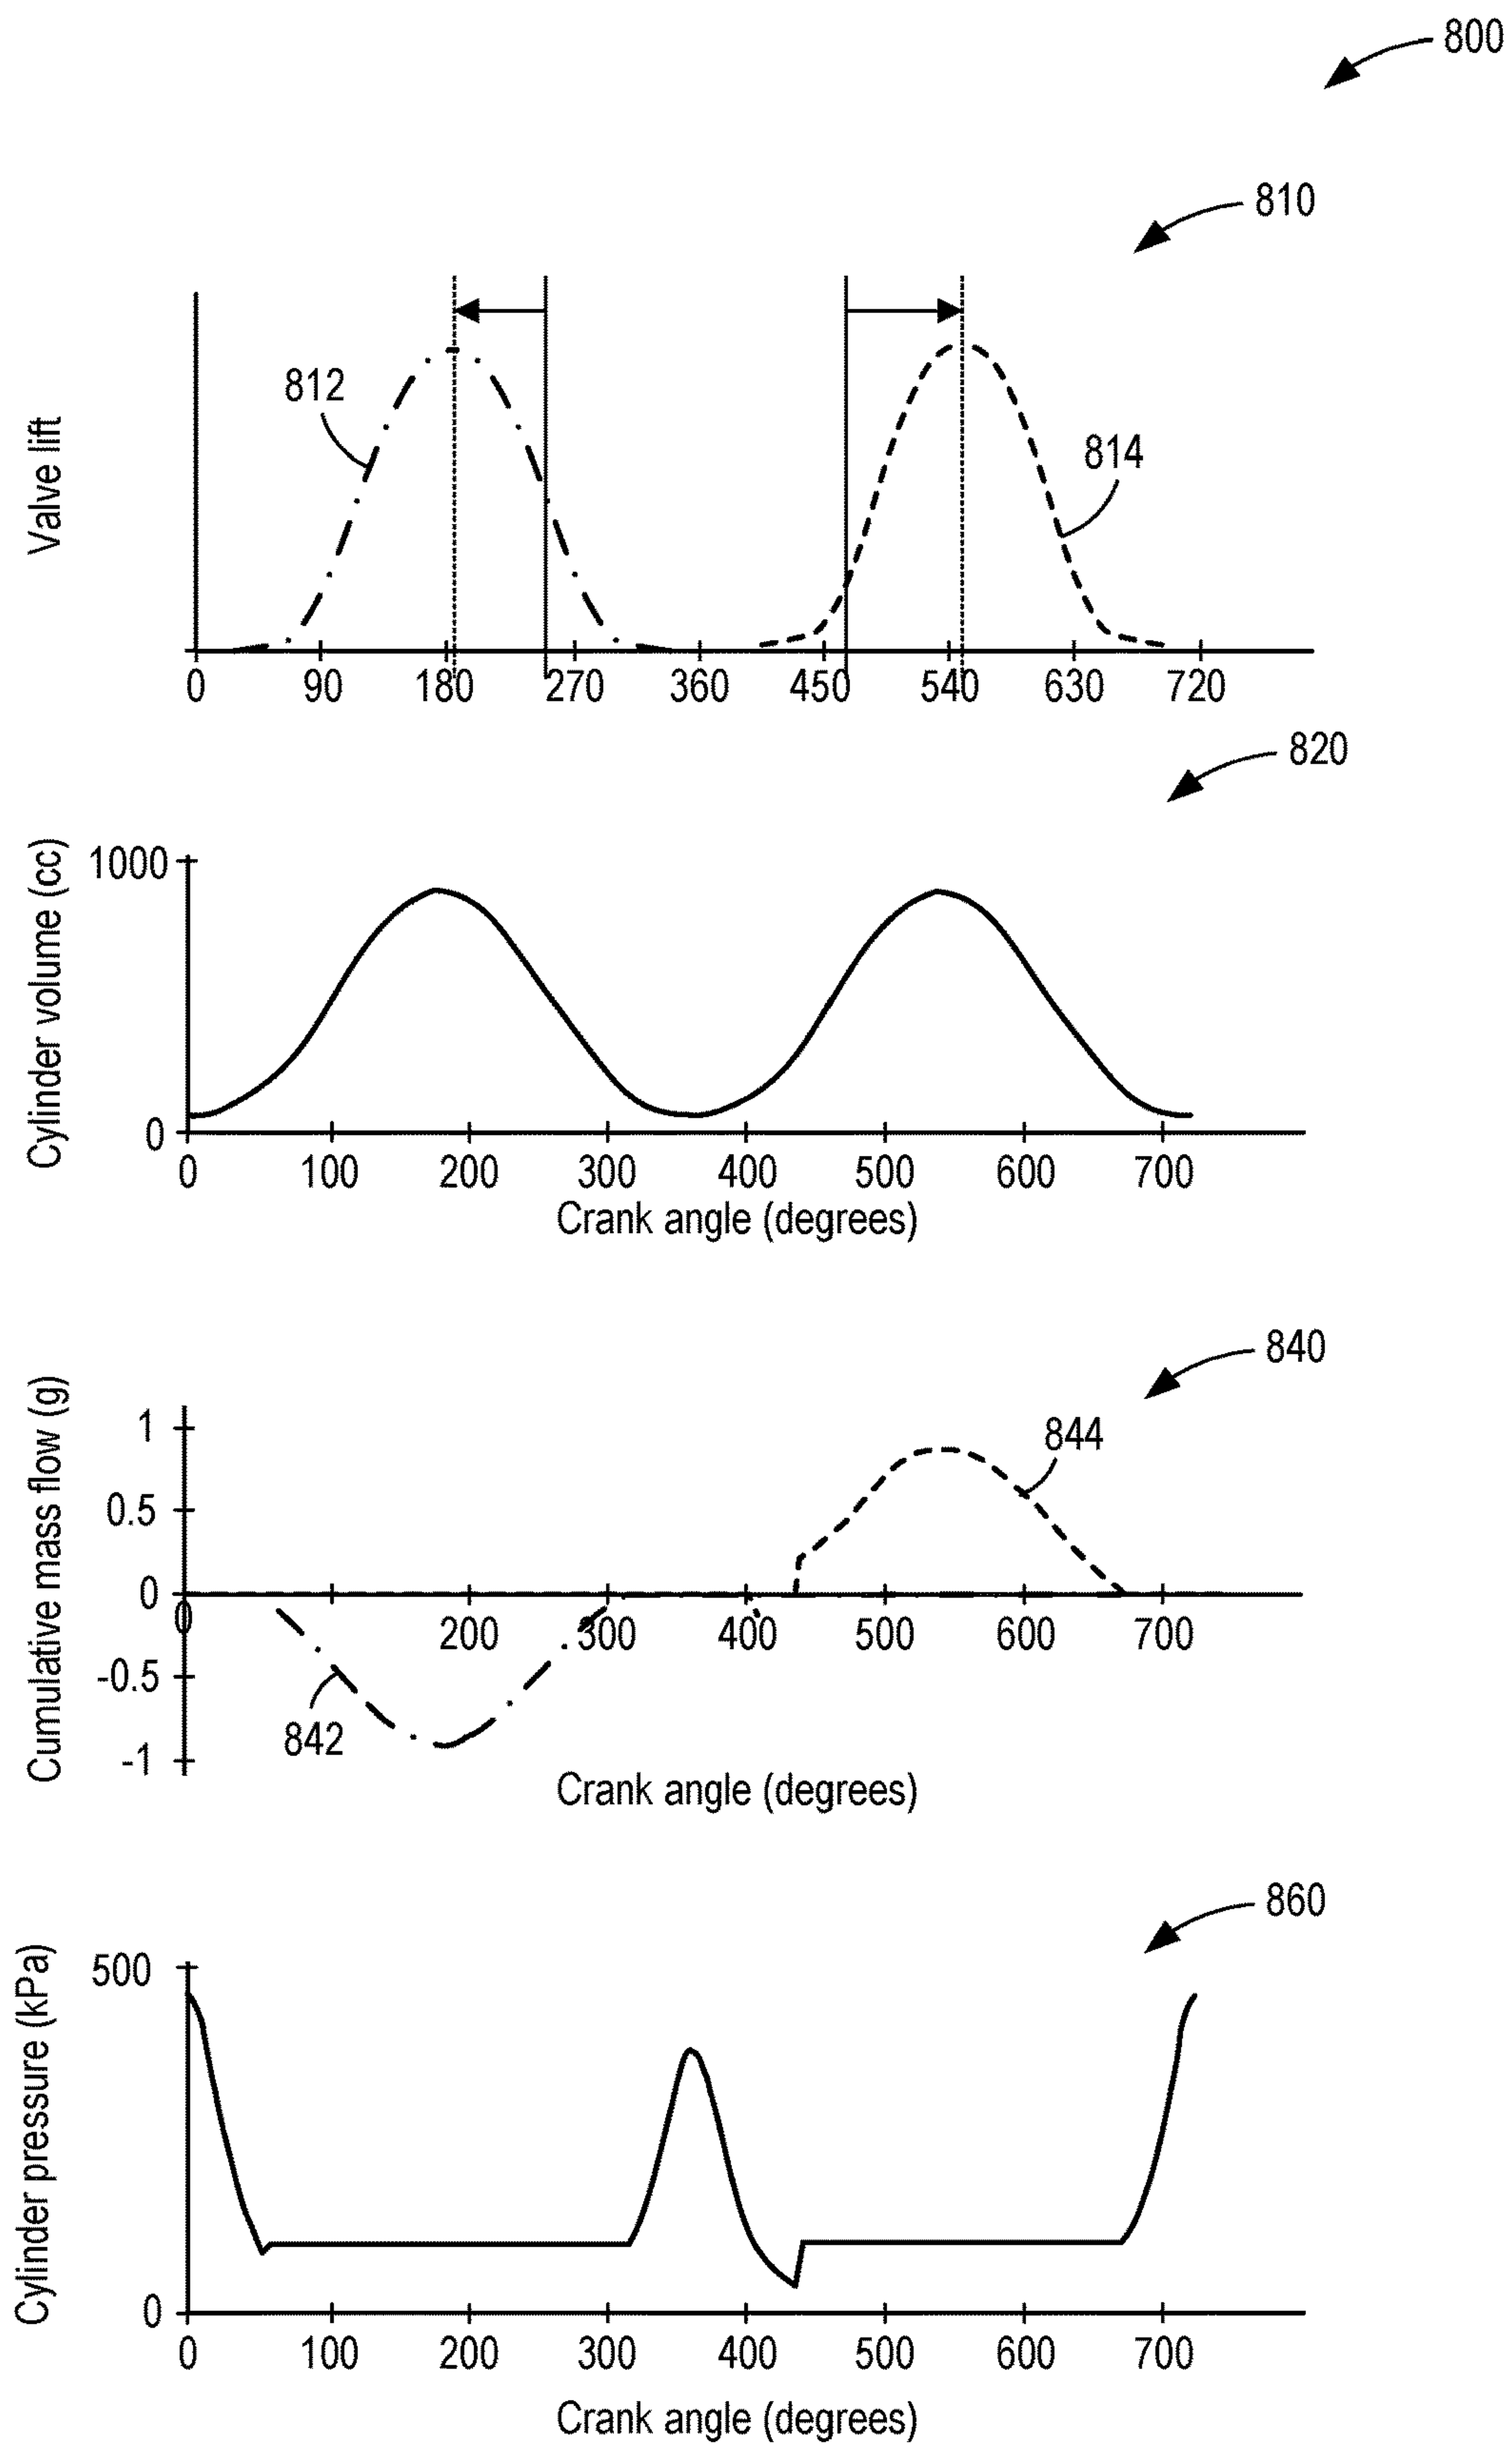 800
810
Valve lift
812
814
0 90 180 270 360 450 540 630 720
820
Cylinder volume (cc)
1000
0
0 100 200 300 400 500 600 700
Crank angle (degrees)
840
Cumulative mass flow (g)
1
844
0.5
0
0 200 300 400 500 600 700
-0.5
842
-1
Crank angle (degrees)
860
Cylinder pressure (kPa)
500
0
0 100 200 300 400 500 600 700
Crank angle (degrees)